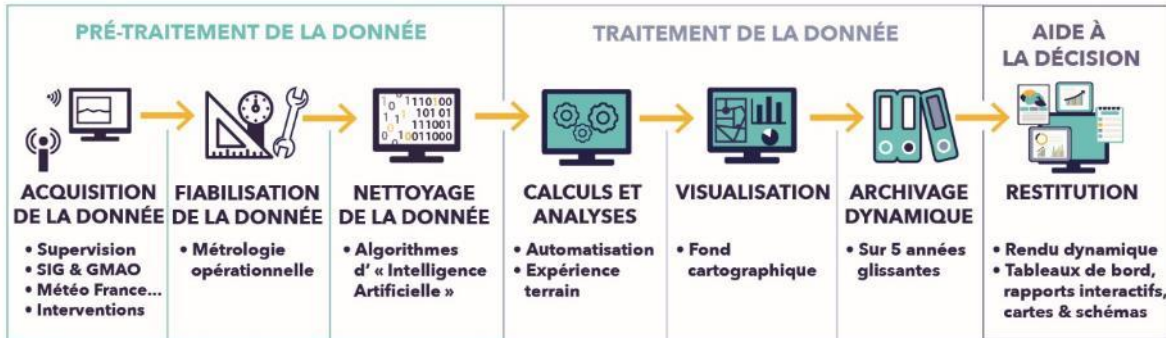 PRÉ-TRAITEMENT DE LA DONNÉE
TRAITEMENT DE LA DONNÉE
AIDE À
LA DÉCISION
ACQUISITION
DE LA DONNÉE
• Supervision
• SIG & GMAO
• Météo France...
• Interventions
FIABILISATION
DE LA DONNÉE
• Métrologie
opérationnelle
NETTOYAGE
DE LA DONNÉE
• Algorithmes
d' « Intelligence
Artificielle »
CALCULS ET
ANALYSES
• Automatisation
• Expérience
terrain
VISUALISATION
• Fond
cartographique
ARCHIVAGE
DYNAMIQUE
• Sur 5 années
glissantes
RESTITUTION
• Rendu dynamique
• Tableaux de bord,
rapports interactifs,
cartes & schémas